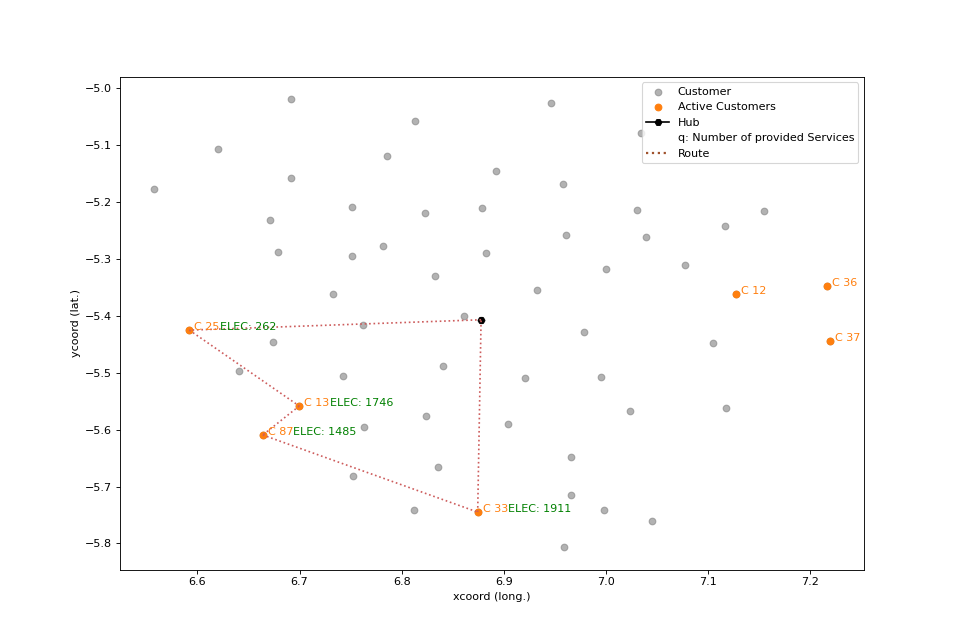 Customer
Active Customers
Hub
q: Number of provided Services
Route
−5.0
−5.1
−5.2
−5.3
−5.4
−5.5
−5.6
−5.7
−5.8
ycoord (lat.)
C 36
C 12
C 37
C 25 ELEC: 262
C 13 ELEC: 1746
C 87 ELEC: 1485
C 33 ELEC: 1911
6.6 6.7 6.8 6.9 7.0 7.1 7.2
xcoord (long.)